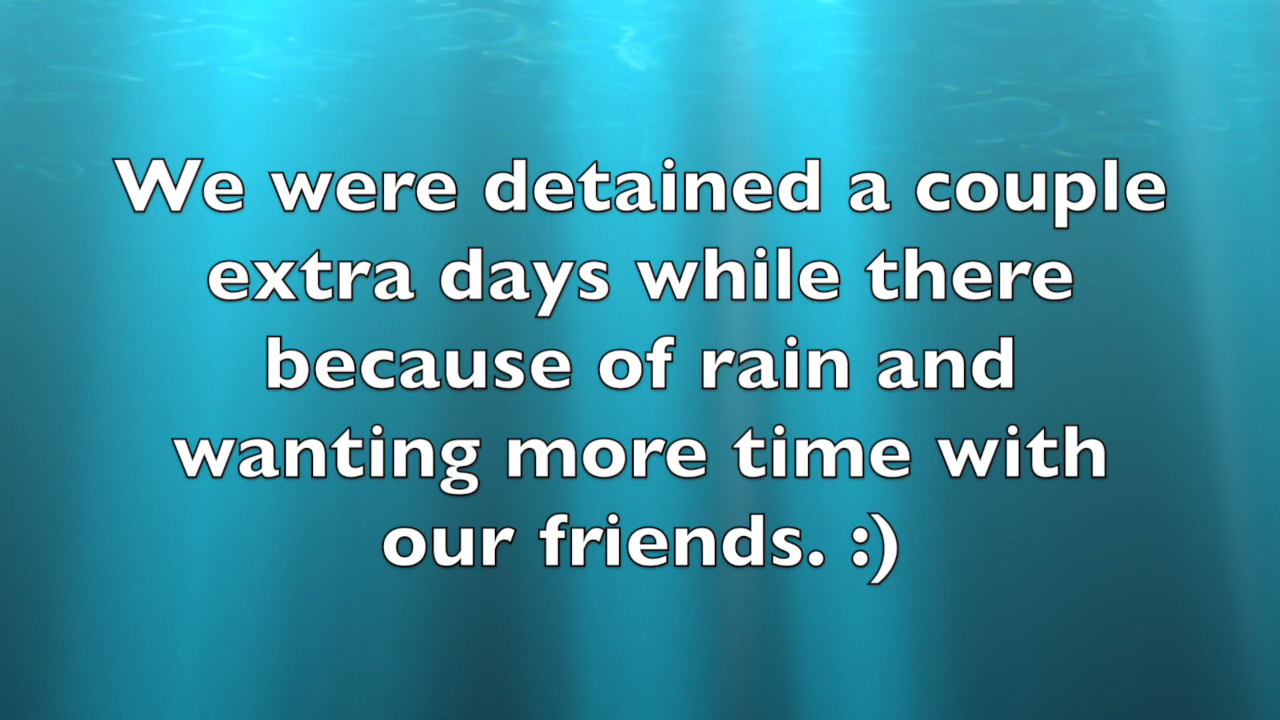 We were detained a couple
extra days while there
because of rain and
wanting more time with
our friends. :)